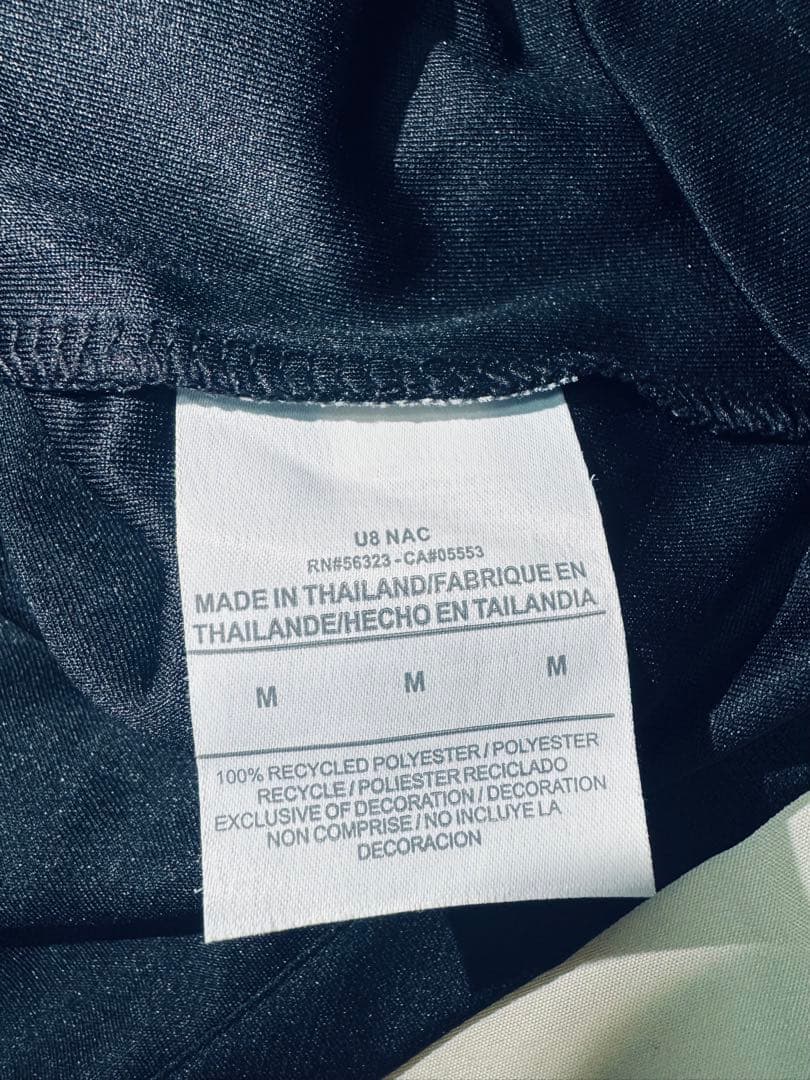 U8 NAC
RN#56323 - CA#05553
MADE IN THAILAND/FABRIQUE EN
THAILANDE/HECHO EN TAILANDIA
M M M
100% RECYCLED POLYESTER / POLYESTER
RECYCLE / POLIESTER RECICLADO
EXCLUSIVE OF DECORATION / DECORATION
NON COMPRISE / NO INCLUYE LA
DECORACION